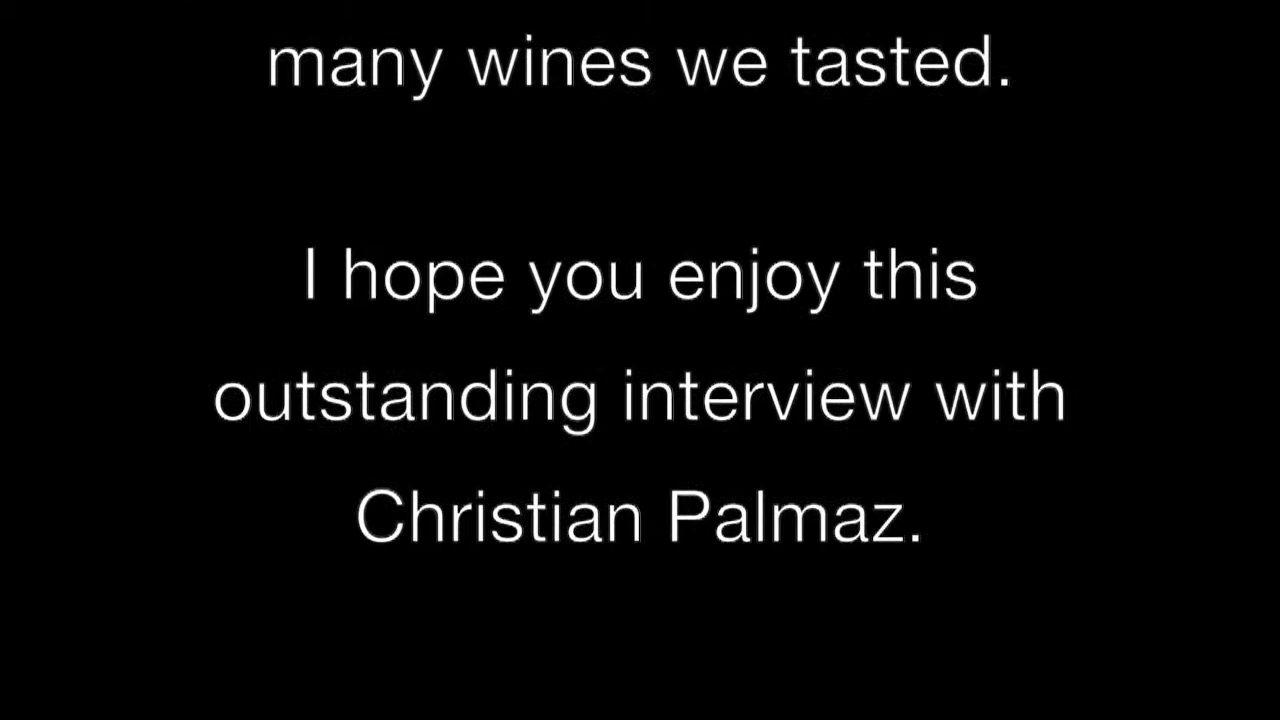 many wines we tasted.
I hope you enjoy this
outstanding interview with
Christian Palmaz.